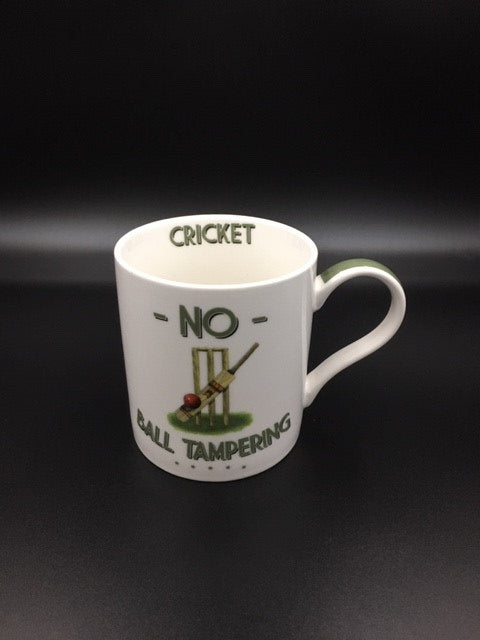 CRICKET
- NO -
BALL TAMPERING